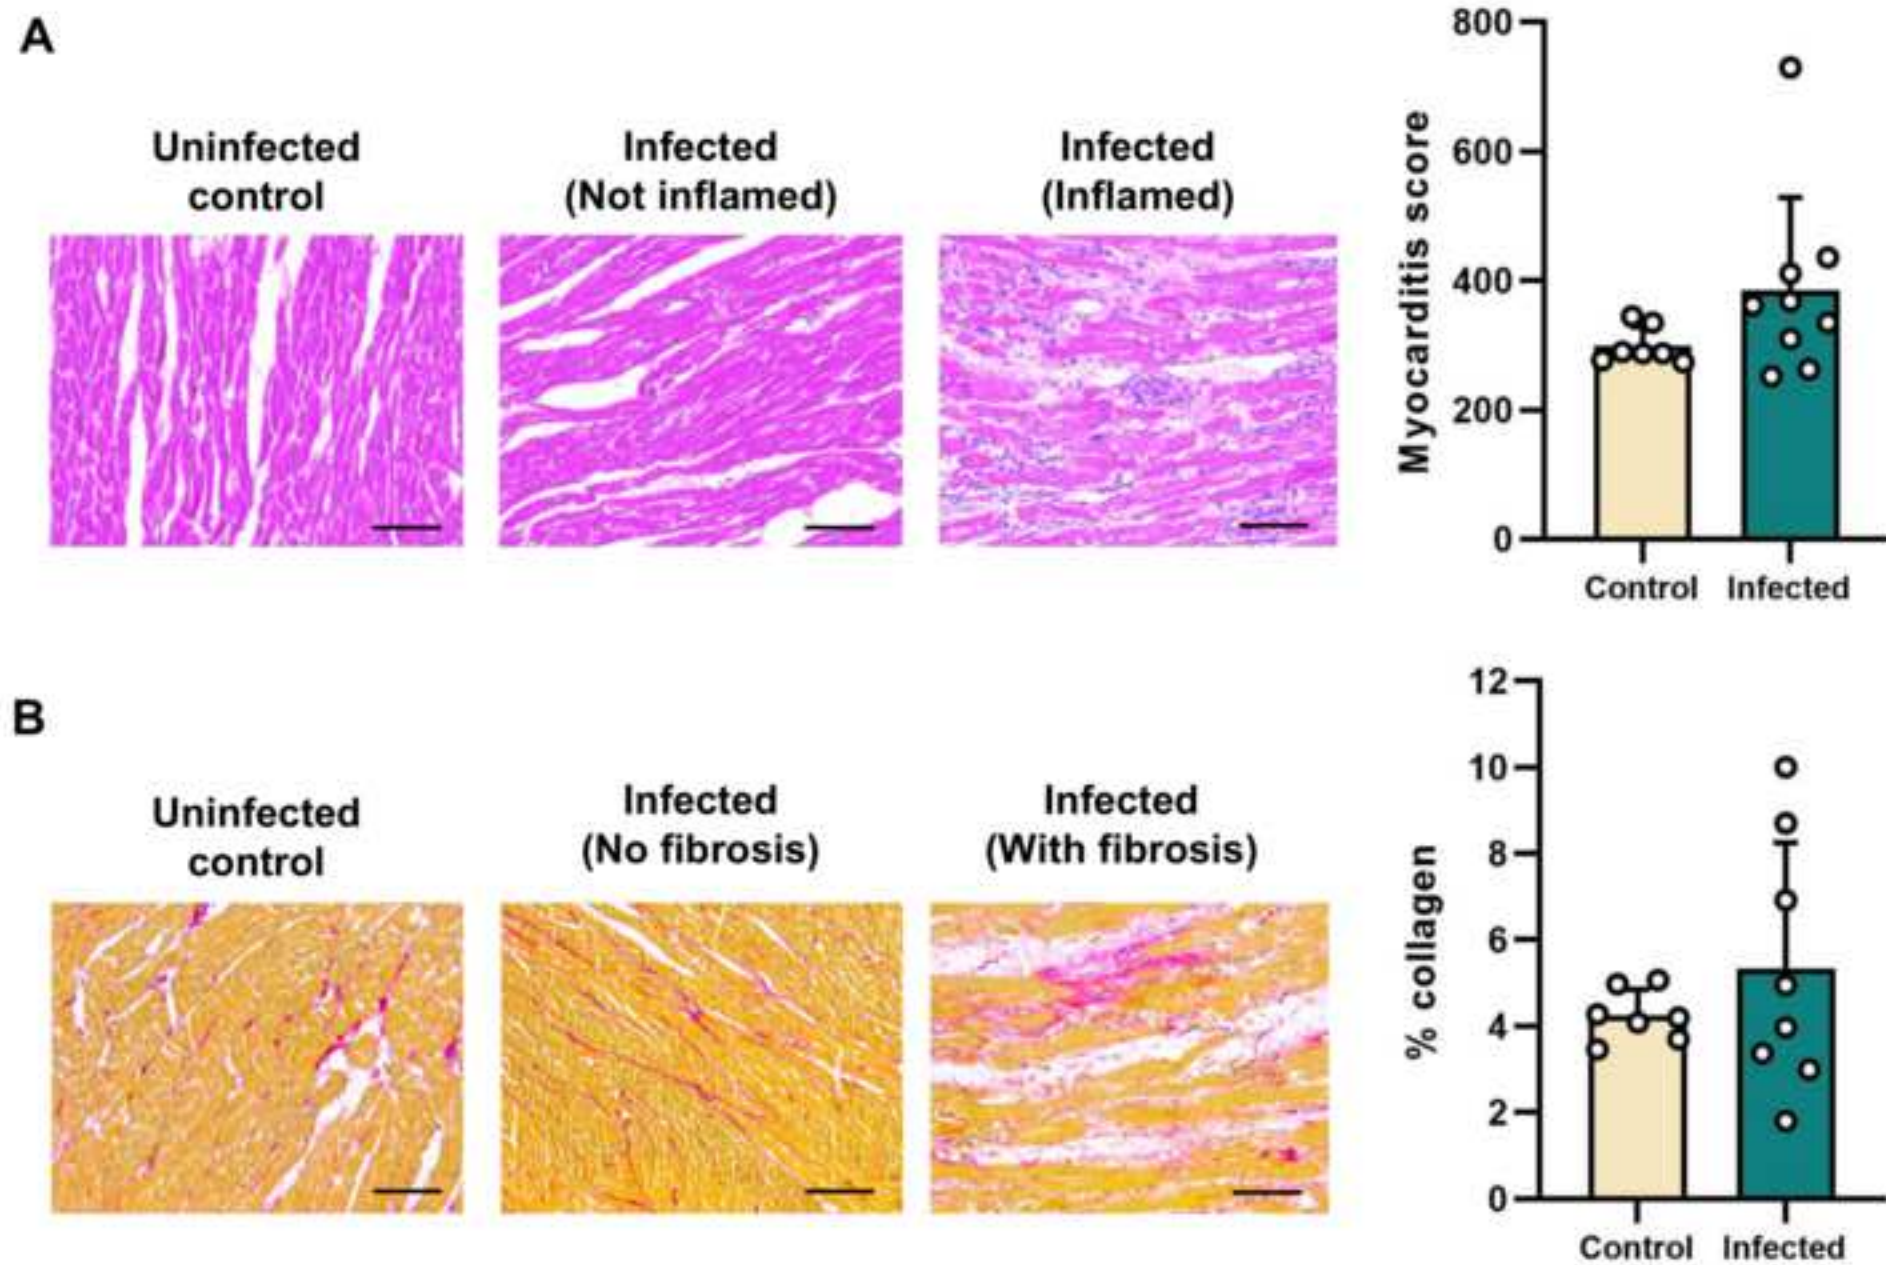 A
Uninfected
control
Infected
(Not inflamed)
Infected
(Inflamed)
Myocarditis score
800
600
400
200
0
Control
Infected
B
Uninfected
control
Infected
(No fibrosis)
Infected
(With fibrosis)
% collagen
12
10
8
6
4
2
0
Control
Infected